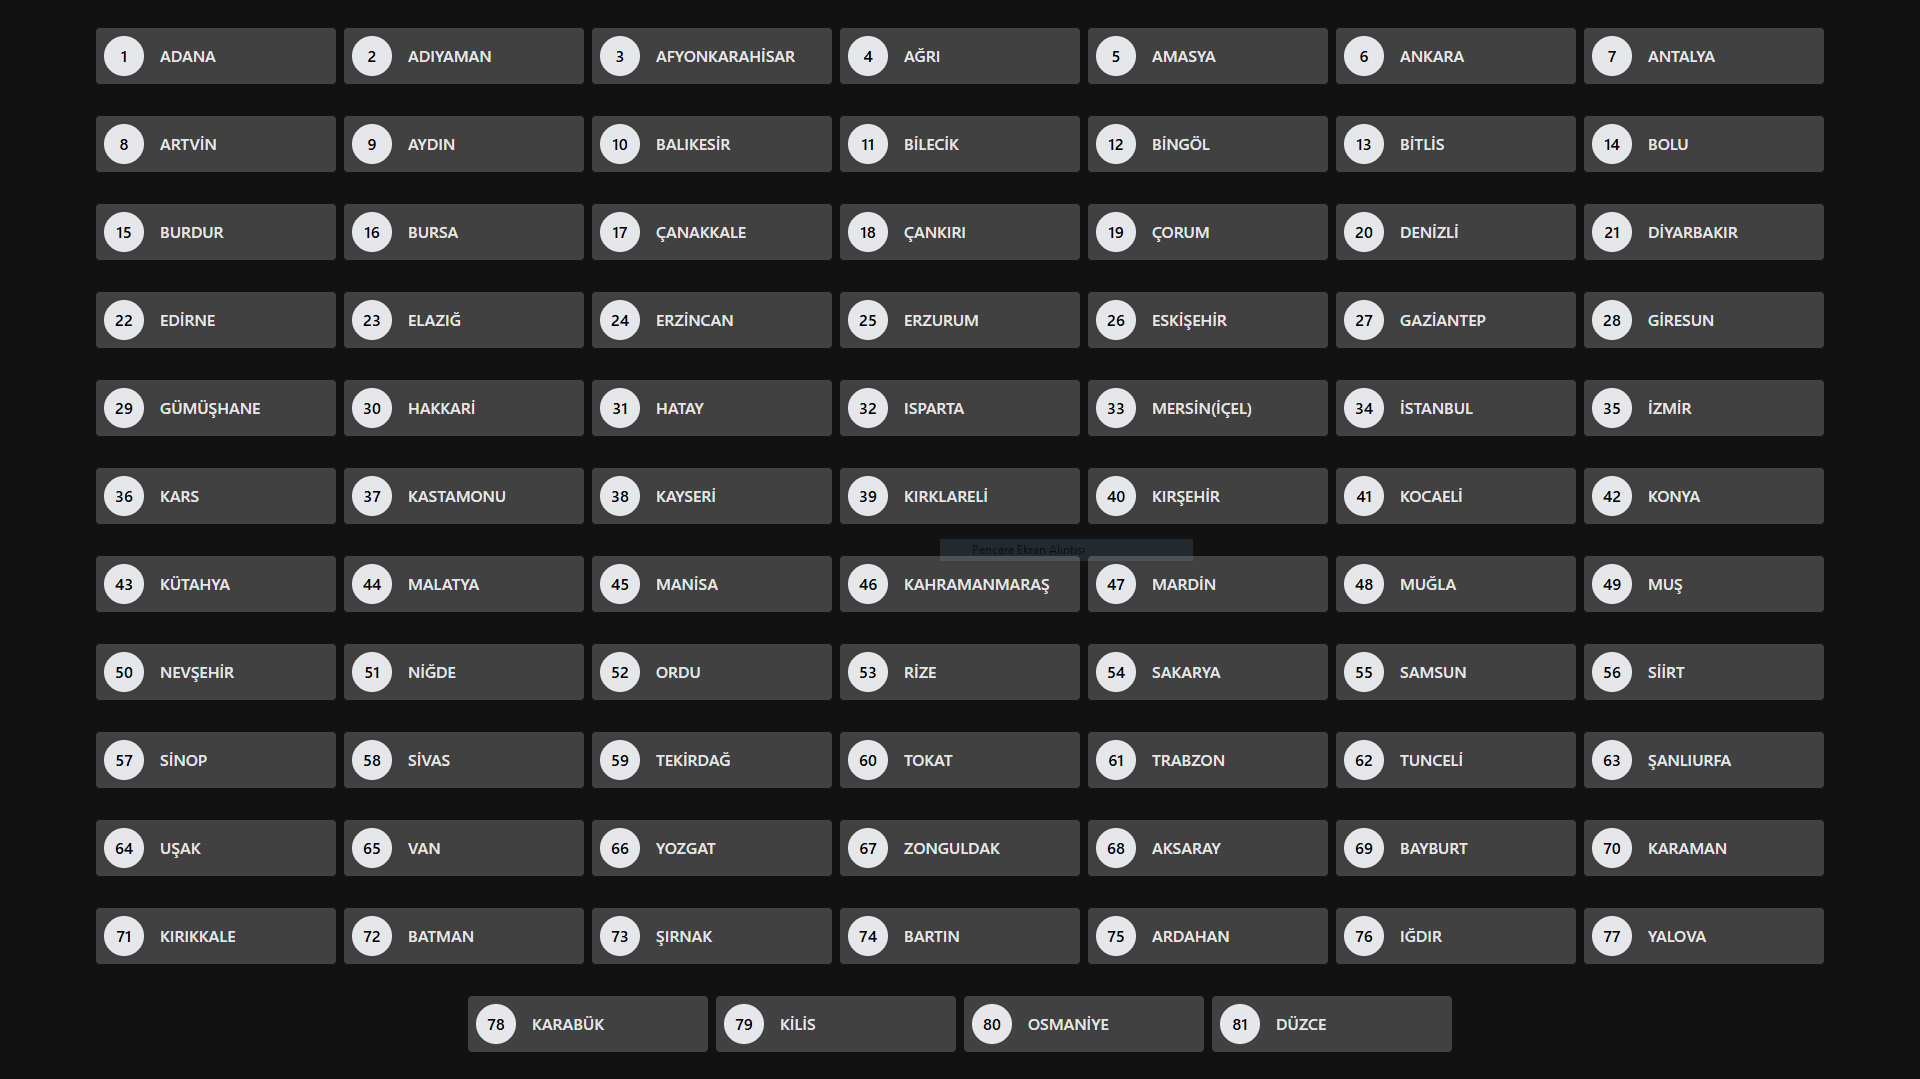 1 ADANA 2 ADIYAMAN 3 AFYONKARAHİSAR 4 AĞRI 5 AMASYA 6 ANKARA 7 ANTALYA
8 ARTVİN 9 AYDIN 10 BALIKESİR 11 BİLECİK 12 BİNGÖL 13 BİTLİS 14 BOLU
15 BURDUR 16 BURSA 17 ÇANAKKALE 18 ÇANKIRI 19 ÇORUM 20 DENİZLİ 21 DİYARBAKIR
22 EDİRNE 23 ELAZIĞ 24 ERZİNCAN 25 ERZURUM 26 ESKİŞEHİR 27 GAZİANTEP 28 GİRESUN
29 GÜMÜŞHANE 30 HAKKARİ 31 HATAY 32 ISPARTA 33 MERSİN(İÇEL) 34 İSTANBUL 35 İZMİR
36 KARS 37 KASTAMONU 38 KAYSERİ 39 KIRKLARELİ 40 KIRŞEHİR 41 KOCAELİ 42 KONYA
Pencere Ekran Alıntısı
43 KÜTAHYA 44 MALATYA 45 MANİSA 46 KAHRAMANMARAŞ 47 MARDİN 48 MUĞLA 49 MUŞ
50 NEVŞEHİR 51 NİĞDE 52 ORDU 53 RİZE 54 SAKARYA 55 SAMSUN 56 SİİRT
57 SİNOP 58 SİVAS 59 TEKİRDAĞ 60 TOKAT 61 TRABZON 62 TUNCELİ 63 ŞANLIURFA
64 UŞAK 65 VAN 66 YOZGAT 67 ZONGULDAK 68 AKSARAY 69 BAYBURT 70 KARAMAN
71 KIRIKKALE 72 BATMAN 73 ŞIRNAK 74 BARTIN 75 ARDAHAN 76 IĞDIR 77 YALOVA
78 KARABÜK 79 KİLİS 80 OSMANİYE 81 DÜZCE